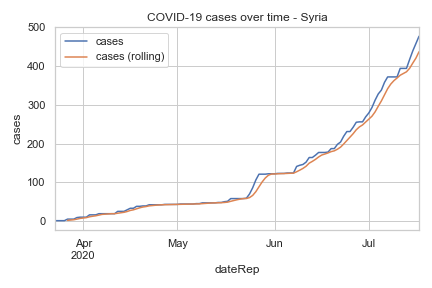 COVID-19 cases over time - Syria
cases
cases (rolling)
500
400
300
200
100
0
cases
Apr
2020
May
Jun
Jul
dateRep